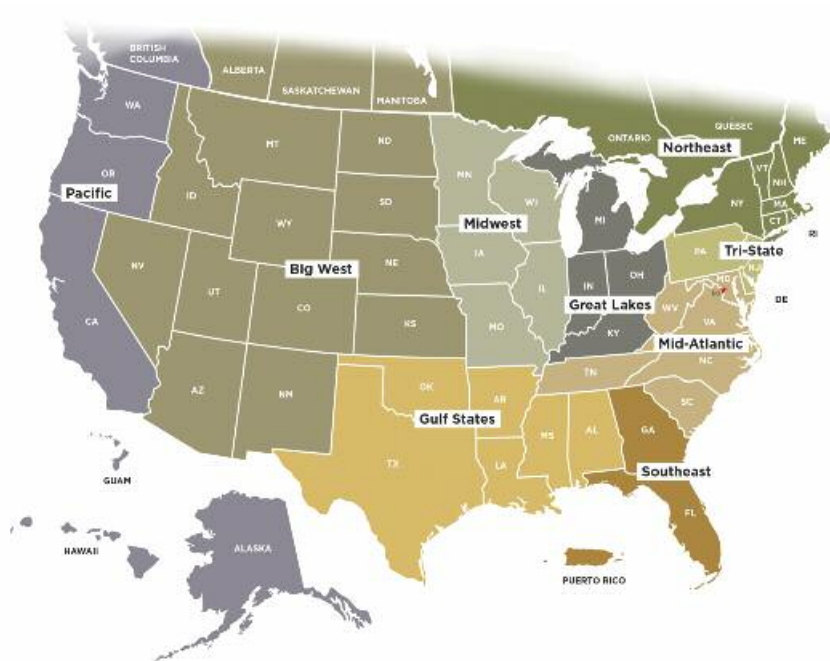 BRITISH
COLUMBIA
ALBERTA
SASKATCHEWAN
MANITOBA
ONTARIO
QUEBEC
Northeast
ME
VT
NH
MA
CT
RI
NY
WA
OR
Pacific
CA
MT
ID
WY
NV
UT
CO
AZ
NM
Big West
ND
SD
NE
KS
MN
WI
Midwest
IA
IL
MO
MI
IN
OH
Great Lakes
KY
PA
Tri-State
NJ
DE
MD
WV
VA
Mid-Atlantic
NC
TN
SC
OK
AR
Gulf States
TX
LA
MS
AL
GA
Southeast
FL
GUAM
HAWAII
ALASKA
PUERTO RICO